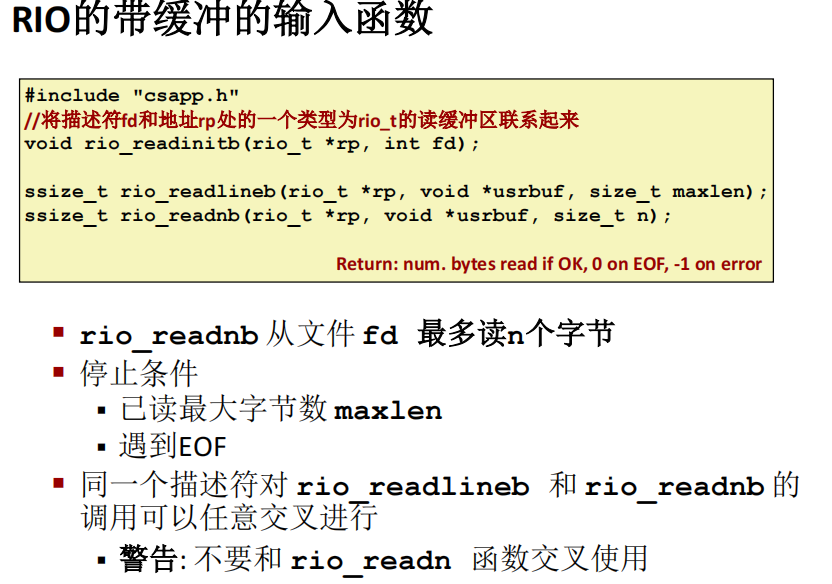 RIO的带缓冲的输入函数
#include "csapp.h"
//将描述符fd和地址rp处的一个类型为rio_t的读缓冲区联系起来
void rio_readinitb(rio_t *rp, int fd);
ssize_t rio_readlineb(rio_t *rp, void *usrbuf, size_t maxlen);
ssize_t rio_readnb(rio_t *rp, void *usrbuf, size_t n);
Return: num. bytes read if OK, 0 on EOF, -1 on error
▪ rio_readnb 从文件 fd 最多读n个字节
▪ 停止条件
▪ 已读最大字节数 maxlen
▪ 遇到EOF
▪ 同一个描述符对 rio_readlineb 和 rio_readnb 的
调用可以任意交叉进行
▪ 警告: 不要和 rio_readn 函数交叉使用